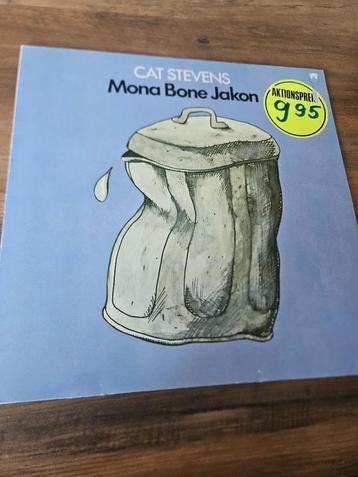 CAT STEVENS
Mona Bone Jakon
AKTIONSPREIS
9 95